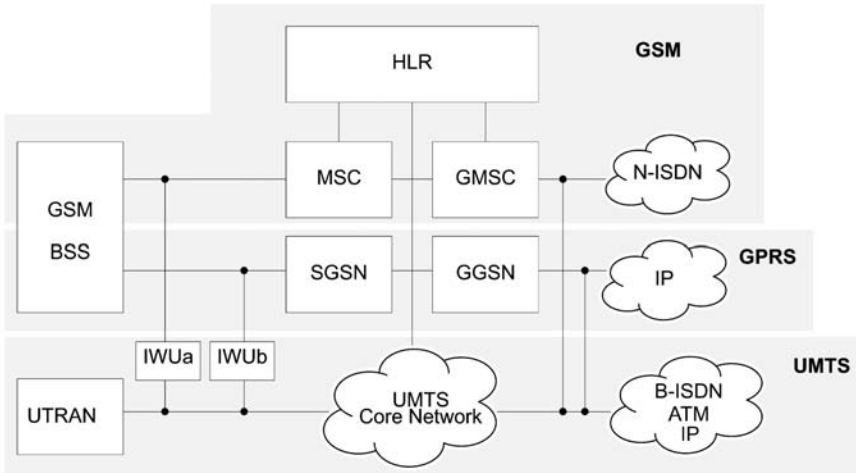 HLR
GSM
MSC
GMSC
N-ISDN
GSM
BSS
SGSN
GGSN
IP
GPRS
IWUa
IWUb
UMTS
UTRAN
UMTS
Core Network
B-ISDN
ATM
IP